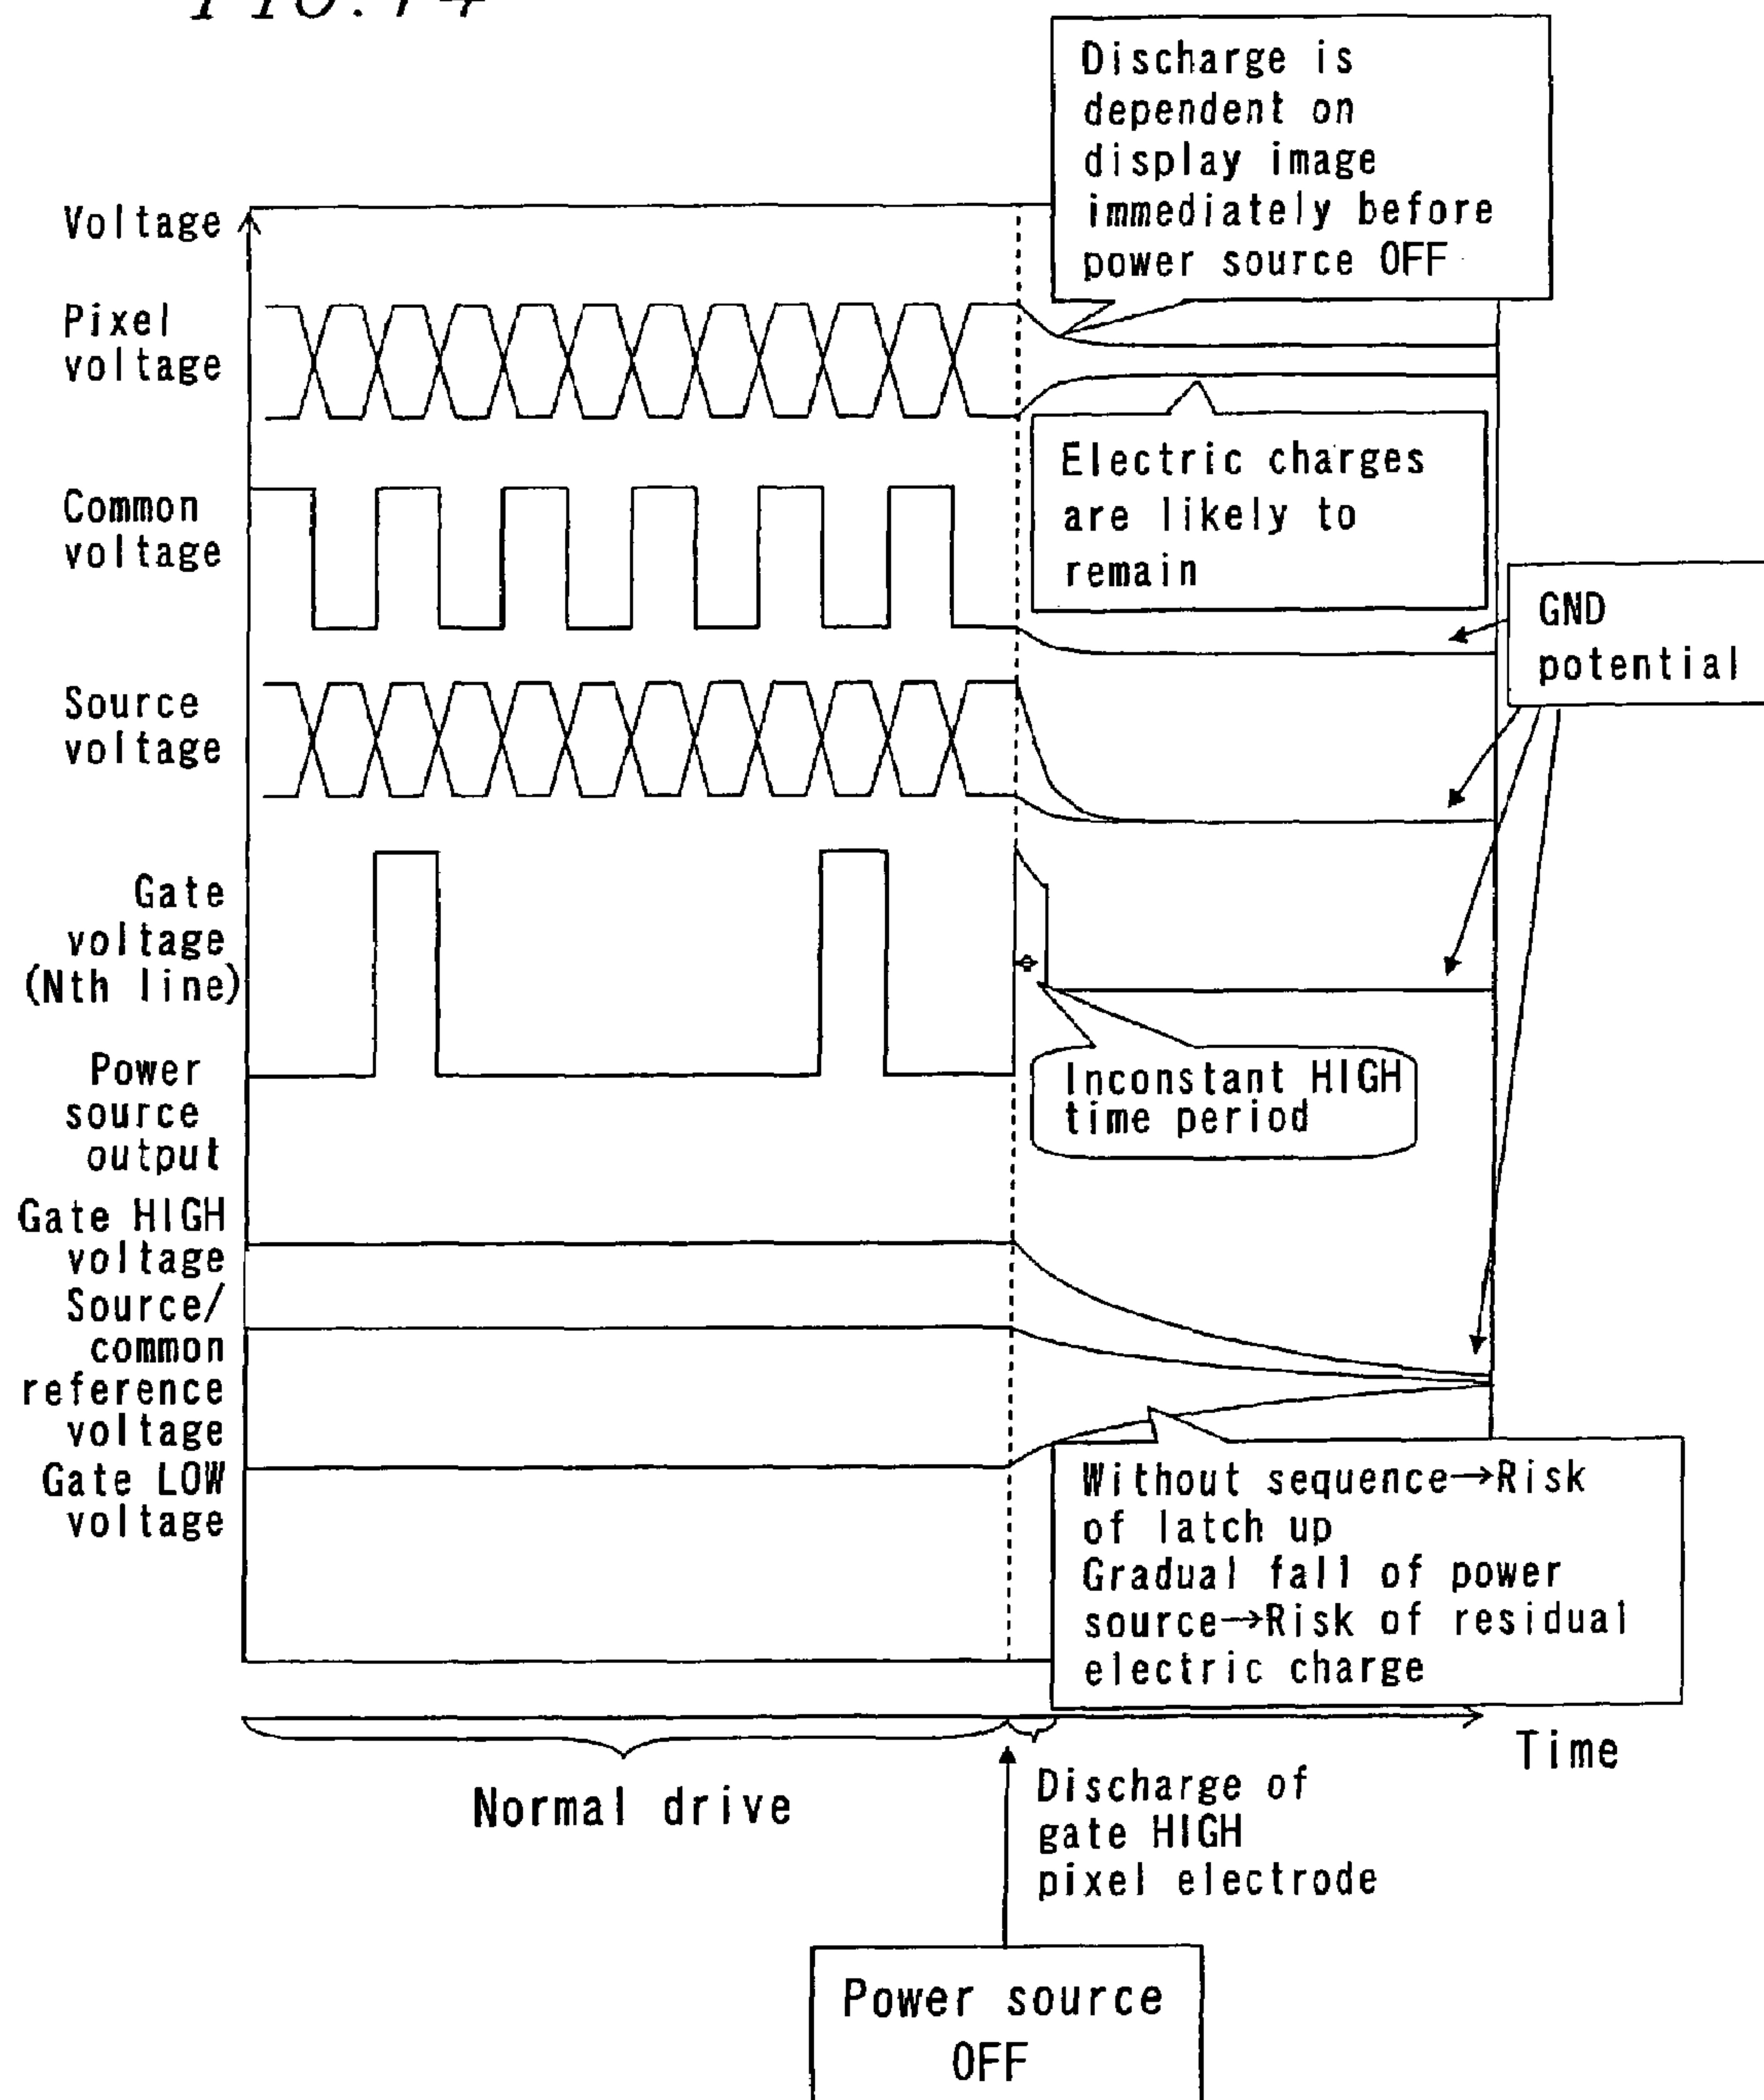 FIG.14
Discharge is
dependent on
display image
immediately before
power source OFF
Voltage
Pixel
voltage
Electric charges
are likely to
remain
Common
voltage
GND
potential
Source
voltage
Gate
voltage
(Nth line)
Inconstant HIGH
time period
Power
source
output
Gate HIGH
voltage
Source/
common
reference
voltage
Gate LOW
voltage
Without sequence→Risk
of latch up
Gradual fall of power
source→Risk of residual
electric charge
Time
Normal drive
Discharge of
gate HIGH
pixel electrode
Power source
OFF